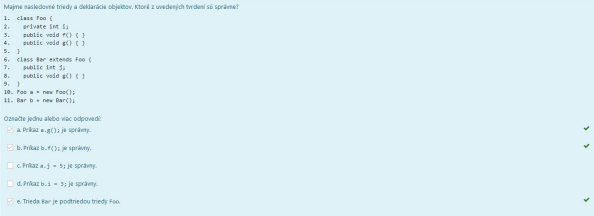 Majme nasledovné triedy a deklarácie objektov. Ktoré z uvedených tvrdení sú správne?
1. class Foo {
2. private int i;
3. public void f() { }
4. public void g() { }
5. }
6. class Bar extends Foo {
7. public int j;
8. public void g() { }
9. }
10. Foo a = new Foo();
11. Bar b = new Bar();
Označte jednu alebo viac odpovedí:
a. Príkaz a.g(); je správny.
b. Príkaz b.f(); je správny.
c. Príkaz a.j = 5; je správny.
d. Príkaz b.i = 3; je správny.
e. Trieda Bar je podtriedou triedy Foo.